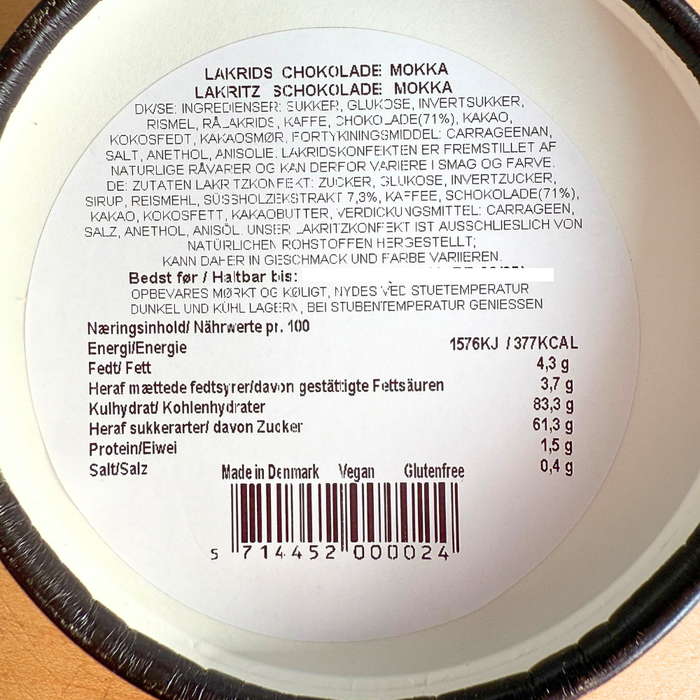 LAKRIDS CHOKOLADE MOKKA
LAKRITZ SCHOKOLADE MOKKA
DK/SE: INGREDIENSER: SUKKER, GLUKOSE, INVERTSUKKER,
RISMEL, RÅLAKRIDS, KAFFE, CHOKOLADE(71%), KAKAO,
KOKOSFEDT, KAKAOSMØR, FORTYKININGSMIDDEL: CARRAGEENAN,
SALT, ANETHOL, ANISOLIE. LAKRIDSKONFEKTEN ER FREMSTILLET AF
NATURLIGE RÅVARER OG KAN DERFOR VARIERE I SMAG OG FARVE.
DE: ZUTATEN LAKRITZKONFEKT: ZUCKER, GLUKOSE, INVERTZUCKER,
SIRUP, REISMEHL, SÜSSHOLZEKSTRAKT 7,3%, KAFFEE, SCHOKOLADE(71%),
KAKAO, KOKOSFETT, KAKAOBUTTER, VERDICKUNGSMITTEL: CARRAGEEN,
SALZ, ANETHOL, ANISÖL. UNSER LAKRITZKONFEKT IST AUSSCHLIESLICH VON
NATÜRLICHEN ROHSTOFFEN HERGESTELLT;
KANN DAHER IN GESCHMACK UND FARBE VARIIEREN.
Bedst før / Haltbar bis:
OPBEVARES MØRKT OG KØLIGT, NYDES VED STUETEMPERATUR
DUNKEL UND KÜHL LAGERN, BEI STUBENTEMPERATUR GENIESSEN
Næringsinhold/ Nährwerte pr. 100
Energi/Energie 1576KJ / 377KCAL
Fedt/ Fett 4,3 g
Heraf mættede fedtsyrer/davon gestättigte Fettsäuren 3,7 g
Kulhydrat/ Kohlenhydrater 83,3 g
Heraf sukkerarter/ davon Zucker 61,3 g
Protein/Eiwei 1,5 g
Salt/Salz 0,4 g
Made in Denmark Vegan Glutenfree
5 714452 000024